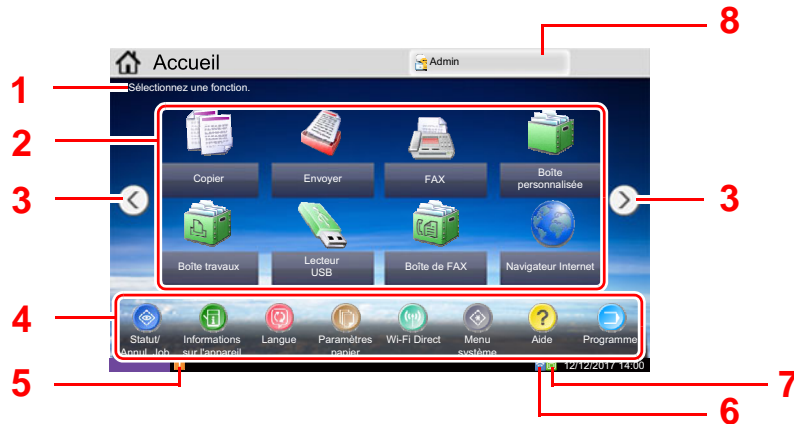 8
Accueil
Admin
1
Sélectionnez une fonction.
2
Copier
Envoyer
FAX
Boîte
personnalisée
3
3
Boîte travaux
Lecteur
USB
Boîte de FAX
Navigateur Internet
4
Statut/
Annul. Job
Informations
sur l'appareil
Langue
Paramètres
papier
Wi-Fi Direct
Menu
système
Aide
Programme
5
12/12/2017 14:00
7
6